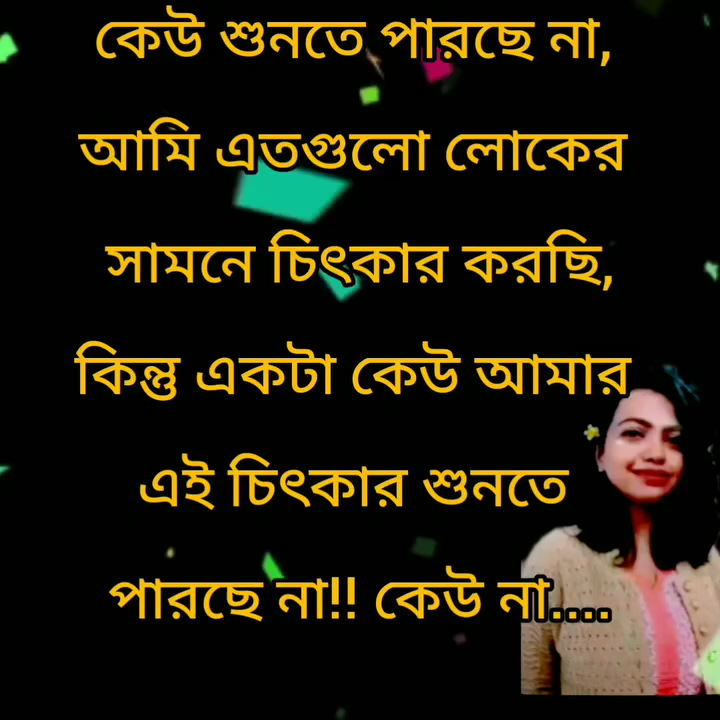 কেউ শুনতে পারছে না,
আমি এতগুলো লোকের
সামনে চিৎকার করছি,
কিন্তু একটা কেউ আমার
এই চিৎকার শুনতে
পারছে না!! কেউ না....